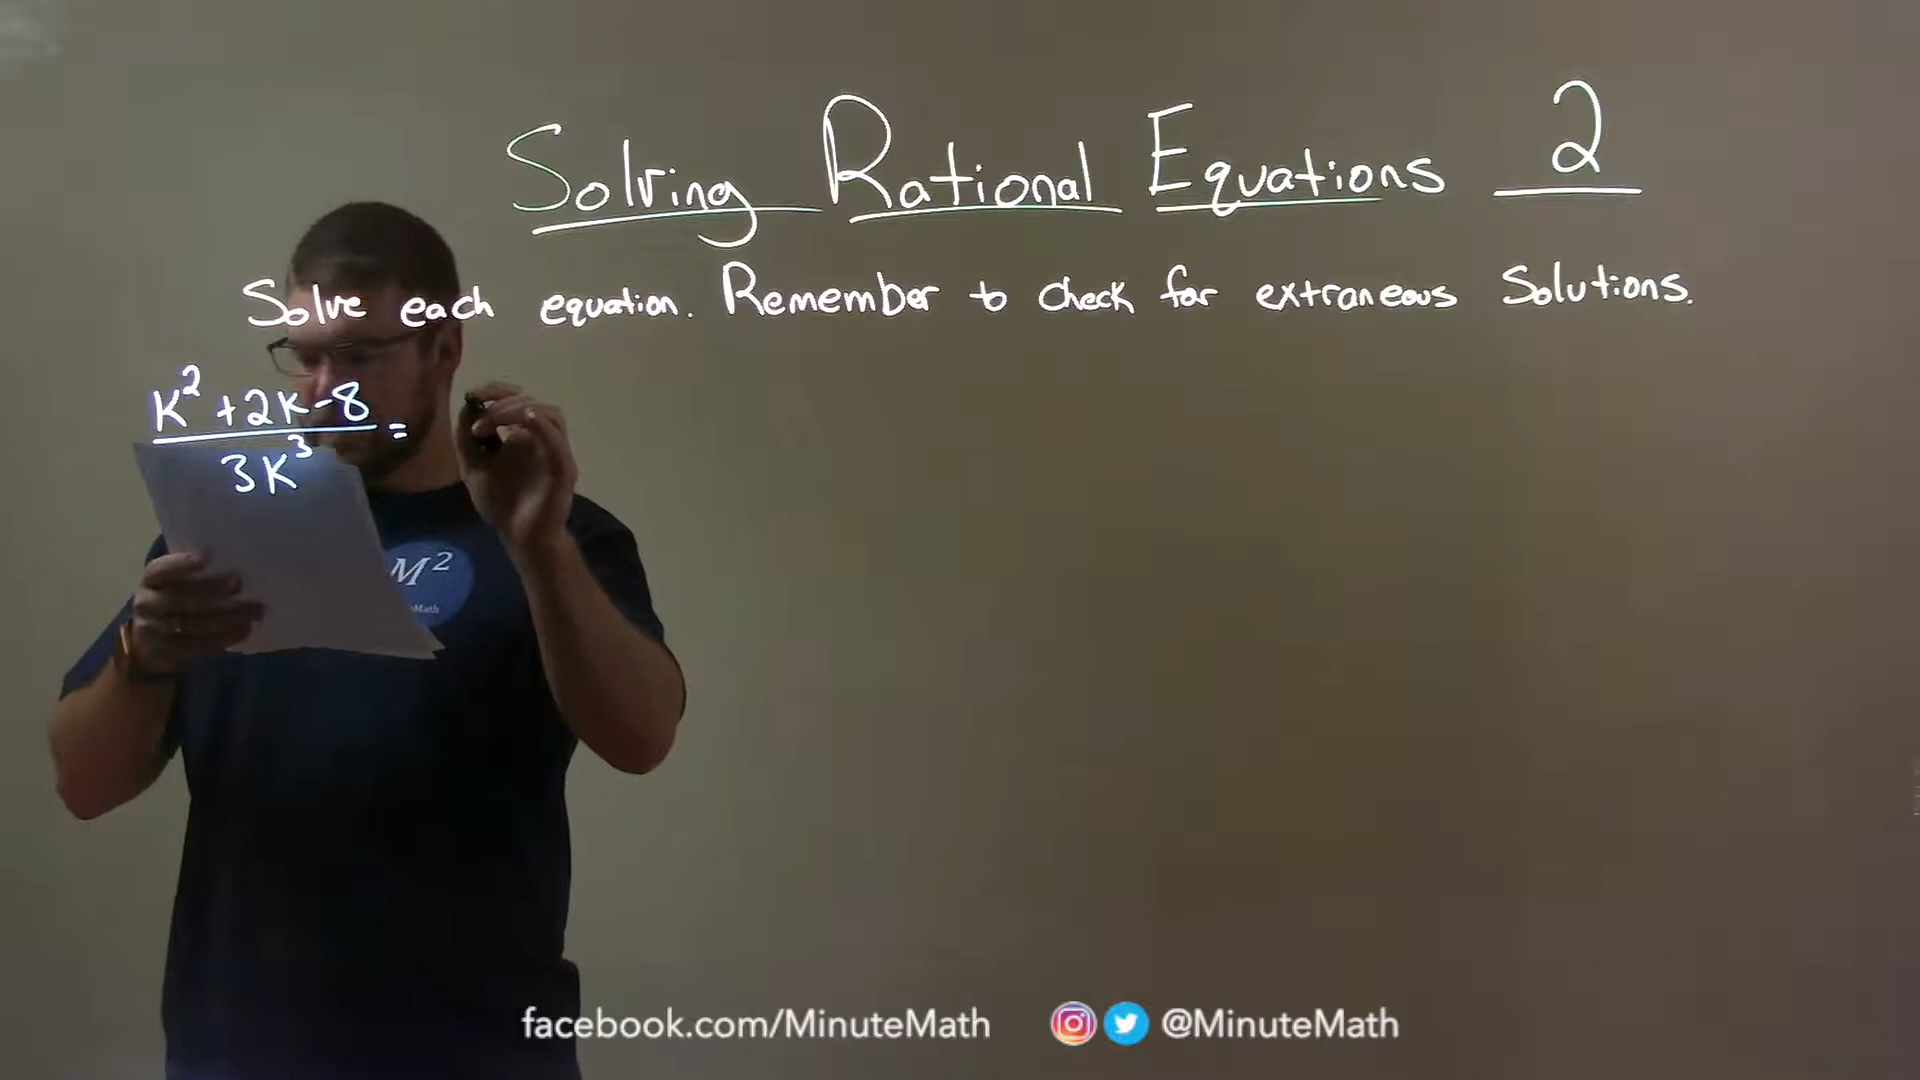 Solving Rational Equations 2
Solve each equation. Remember to check for extraneous solutions.
K² + 2K - 8
=
3K³
M²
eMath
facebook.com/MinuteMath @MinuteMath